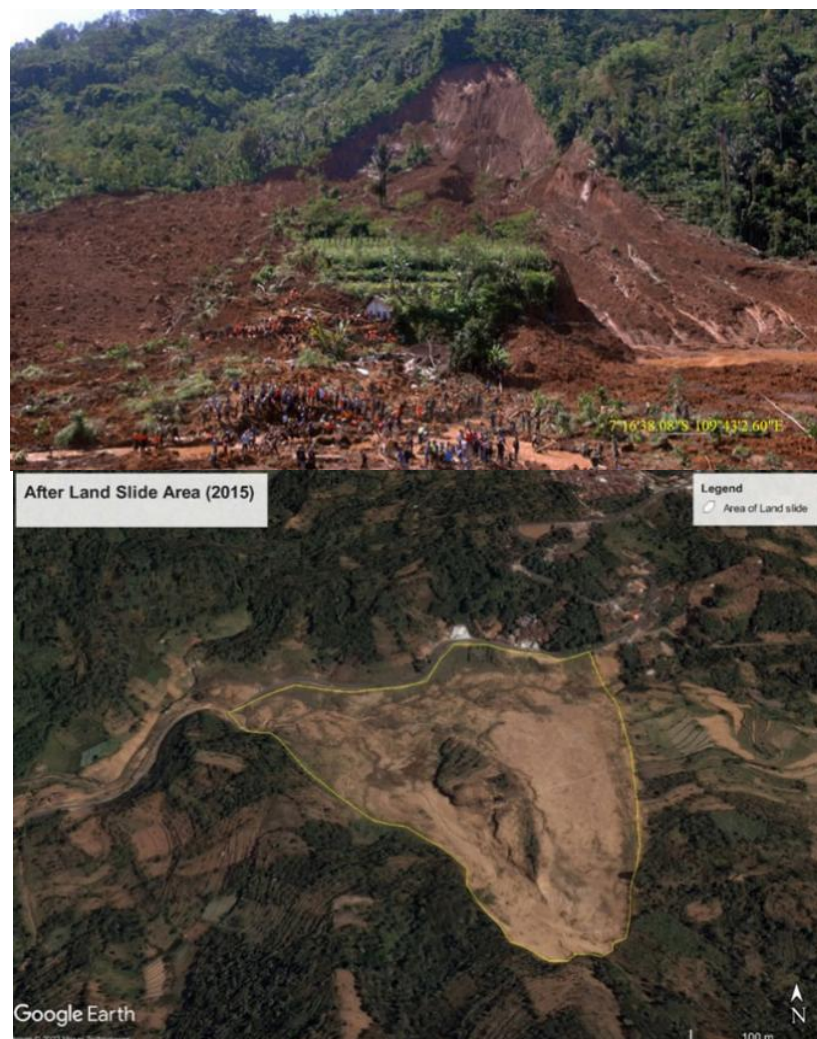 7°16'38.08"S 109°43'2.60"E
After Land Slide Area (2015)
Legend
Area of Land slide
Google Earth
N
100 m